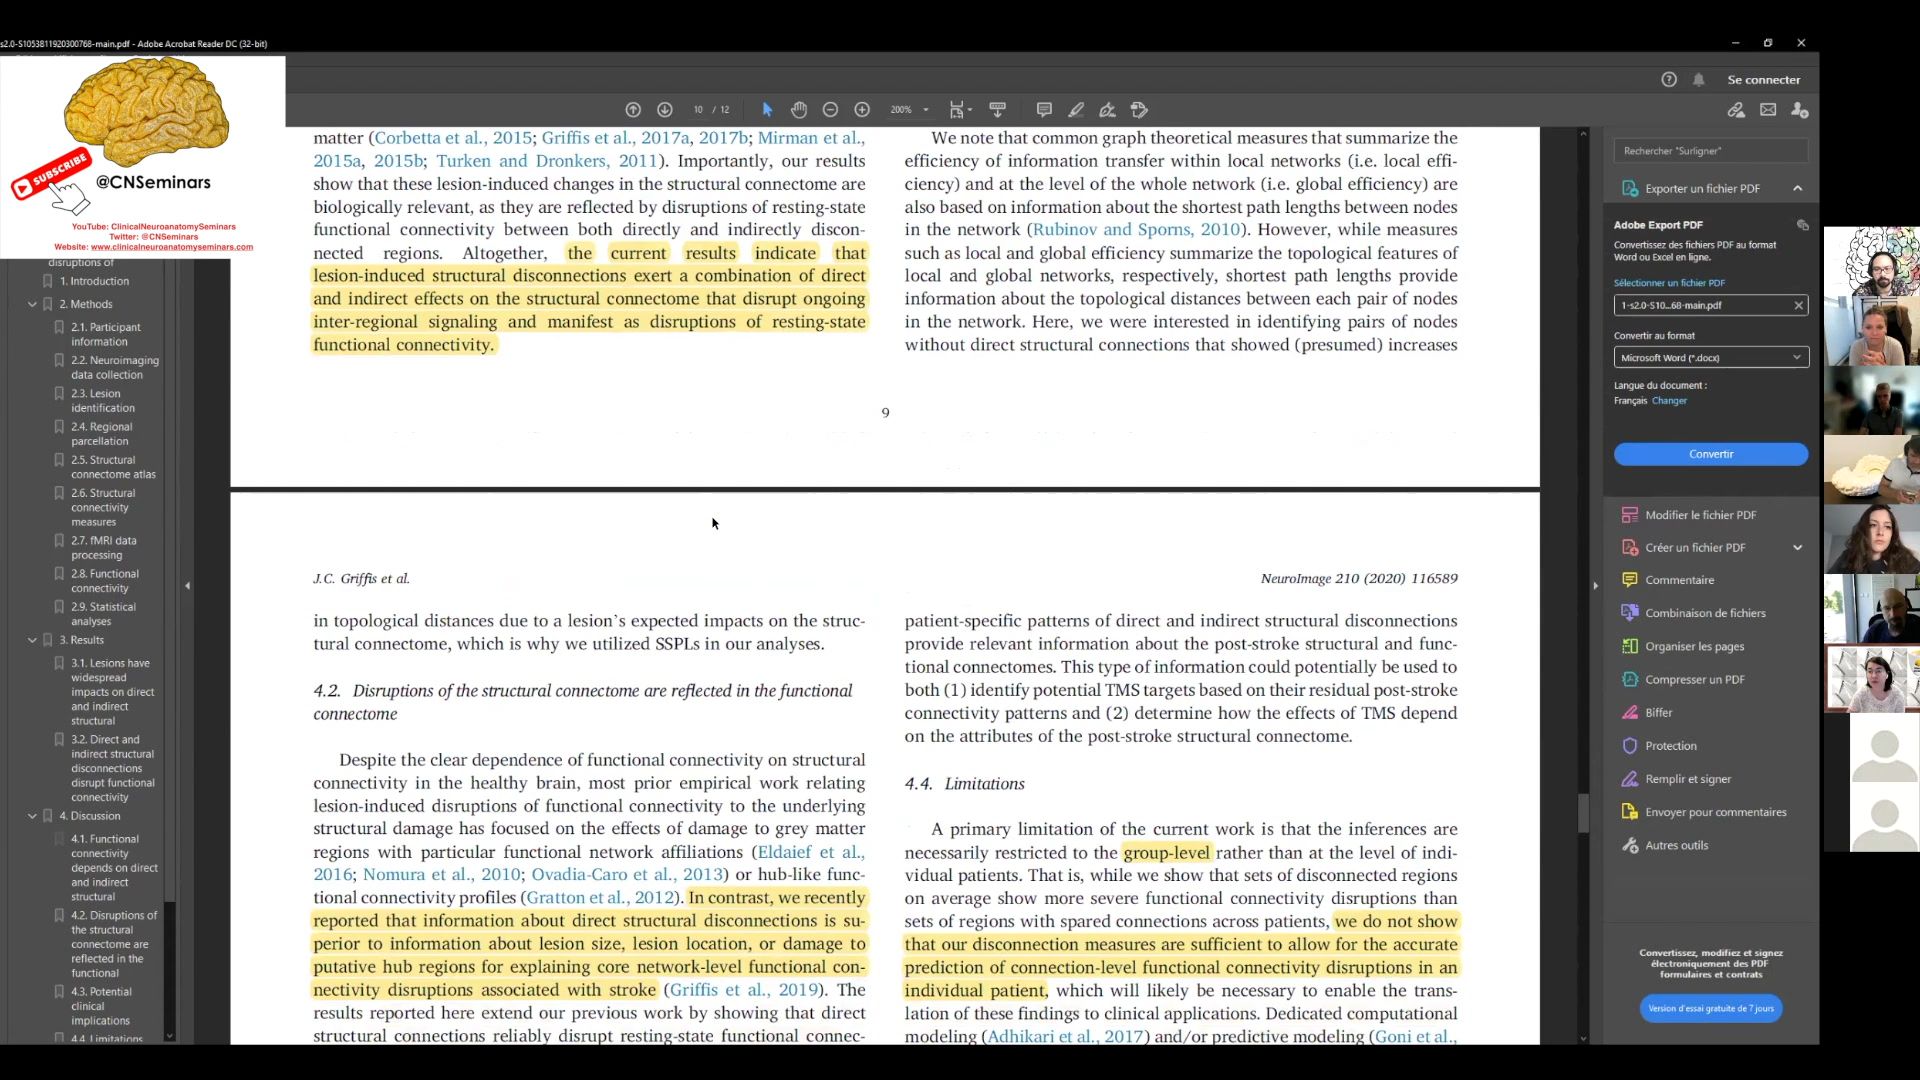 s2.0-S1053811920300768-main.pdf - Adobe Acrobat Reader DC (32-bit)
SUBSCRIBE
@CNSeminars
YouTube: ClinicalNeuroanatomySeminars
Twitter: @CNSeminars
Website: www.clinicalneuroanatomyseminars.com
Se connecter
10 / 12
200%
disruptions of
1. Introduction
2. Methods
2.1. Participant
information
2.2. Neuroimaging
data collection
2.3. Lesion
identification
2.4. Regional
parcellation
2.5. Structural
connectome atlas
2.6. Structural
connectivity
measures
2.7. fMRI data
processing
2.8. Functional
connectivity
2.9. Statistical
analyses
3. Results
3.1. Lesions have
widespread
impacts on direct
and indirect
structural
3.2. Direct and
indirect structural
disconnections
disrupt functional
connectivity
4. Discussion
4.1. Functional
connectivity
depends on direct
and indirect
structural
4.2. Disruptions of
the structural
connectome are
reflected in the
functional
4.3. Potential
clinical
implications
4.4. Limitations
matter (Corbetta et al., 2015; Griffis et al., 2017a, 2017b; Mirman et al.,
2015a, 2015b; Turken and Dronkers, 2011). Importantly, our results
show that these lesion-induced changes in the structural connectome are
biologically relevant, as they are reflected by disruptions of resting-state
functional connectivity between both directly and indirectly discon-
nected regions. Altogether, the current results indicate that
lesion-induced structural disconnections exert a combination of direct
and indirect effects on the structural connectome that disrupt ongoing
inter-regional signaling and manifest as disruptions of resting-state
functional connectivity.
We note that common graph theoretical measures that summarize the
efficiency of information transfer within local networks (i.e. local effi-
ciency) and at the level of the whole network (i.e. global efficiency) are
also based on information about the shortest path lengths between nodes
in the network (Rubinov and Sporns, 2010). However, while measures
such as local and global efficiency summarize the topological features of
local and global networks, respectively, shortest path lengths provide
information about the topological distances between each pair of nodes
in the network. Here, we were interested in identifying pairs of nodes
without direct structural connections that showed (presumed) increases
9
J.C. Griffis et al.
NeuroImage 210 (2020) 116589
in topological distances due to a lesion's expected impacts on the struc-
tural connectome, which is why we utilized SSPLs in our analyses.
4.2. Disruptions of the structural connectome are reflected in the functional
connectome
Despite the clear dependence of functional connectivity on structural
connectivity in the healthy brain, most prior empirical work relating
lesion-induced disruptions of functional connectivity to the underlying
structural damage has focused on the effects of damage to grey matter
regions with particular functional network affiliations (Eldaief et al.,
2016; Nomura et al., 2010; Ovadia-Caro et al., 2013) or hub-like func-
tional connectivity profiles (Gratton et al., 2012). In contrast, we recently
reported that information about direct structural disconnections is su-
perior to information about lesion size, lesion location, or damage to
putative hub regions for explaining core network-level functional con-
nectivity disruptions associated with stroke (Griffis et al., 2019). The
results reported here extend our previous work by showing that direct
structural connections reliably disrupt resting-state functional connec-
patient-specific patterns of direct and indirect structural disconnections
provide relevant information about the post-stroke structural and func-
tional connectomes. This type of information could potentially be used to
both (1) identify potential TMS targets based on their residual post-stroke
connectivity patterns and (2) determine how the effects of TMS depend
on the attributes of the post-stroke structural connectome.
4.4. Limitations
A primary limitation of the current work is that the inferences are
necessarily restricted to the group-level rather than at the level of indi-
vidual patients. That is, while we show that sets of disconnected regions
on average show more severe functional connectivity disruptions than
sets of regions with spared connections across patients, we do not show
that our disconnection measures are sufficient to allow for the accurate
prediction of connection-level functional connectivity disruptions in an
individual patient, which will likely be necessary to enable the trans-
lation of these findings to clinical applications. Dedicated computational
modeling (Adhikari et al., 2017) and/or predictive modeling (Goni et al.,
Rechercher "Surligner"
Exporter un fichier PDF
Adobe Export PDF
Convertissez des fichiers PDF au format
Word ou Excel en ligne.
Sélectionner un fichier PDF
1-s2.0-S10...68-main.pdf
Convertir au format
Microsoft Word (*.docx)
Langue du document :
Français Changer
Convertir
Modifier le fichier PDF
Créer un fichier PDF
Commentaire
Combinaison de fichiers
Organiser les pages
Compresser un PDF
Biffer
Protection
Remplir et signer
Envoyer pour commentaires
Autres outils
Convertissez, modifiez et signez
électroniquement des PDF
formulaires et contrats
Version d'essai gratuite de 7 jours